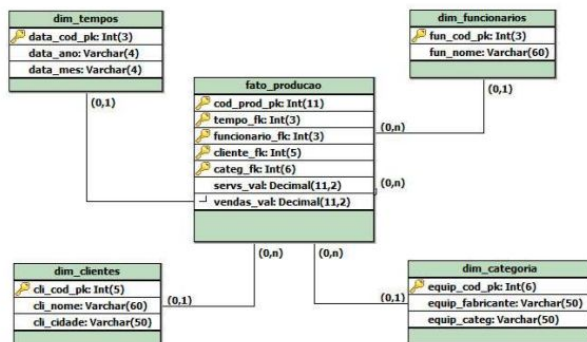 dim_tempos
data_cod_pk: Int(3)
data_ano: Varchar(4)
data_mes: Varchar(4)
(0,1)
dim_funcionarios
fun_cod_pk: Int(3)
fun_nome: Varchar(60)
(0,1)
fato_producao
cod_prod_pk: Int(11)
tempo_fk: Int(3)
funcionario_fk: Int(3)
cliente_fk: Int(5)
categ_fk: Int(6)
servs_val: Decimal(11,2)
vendas_val: Decimal(11,2)
(0,n)
(0,n)
(0,n)
(0,n)
dim_clientes
cli_cod_pk: Int(5)
cli_nome: Varchar(60)
cli_cidade: Varchar(50)
(0,1)
dim_categoria
equip_cod_pk: Int(6)
equip_fabricante: Varchar(50)
equip_categ: Varchar(50)
(0,1)